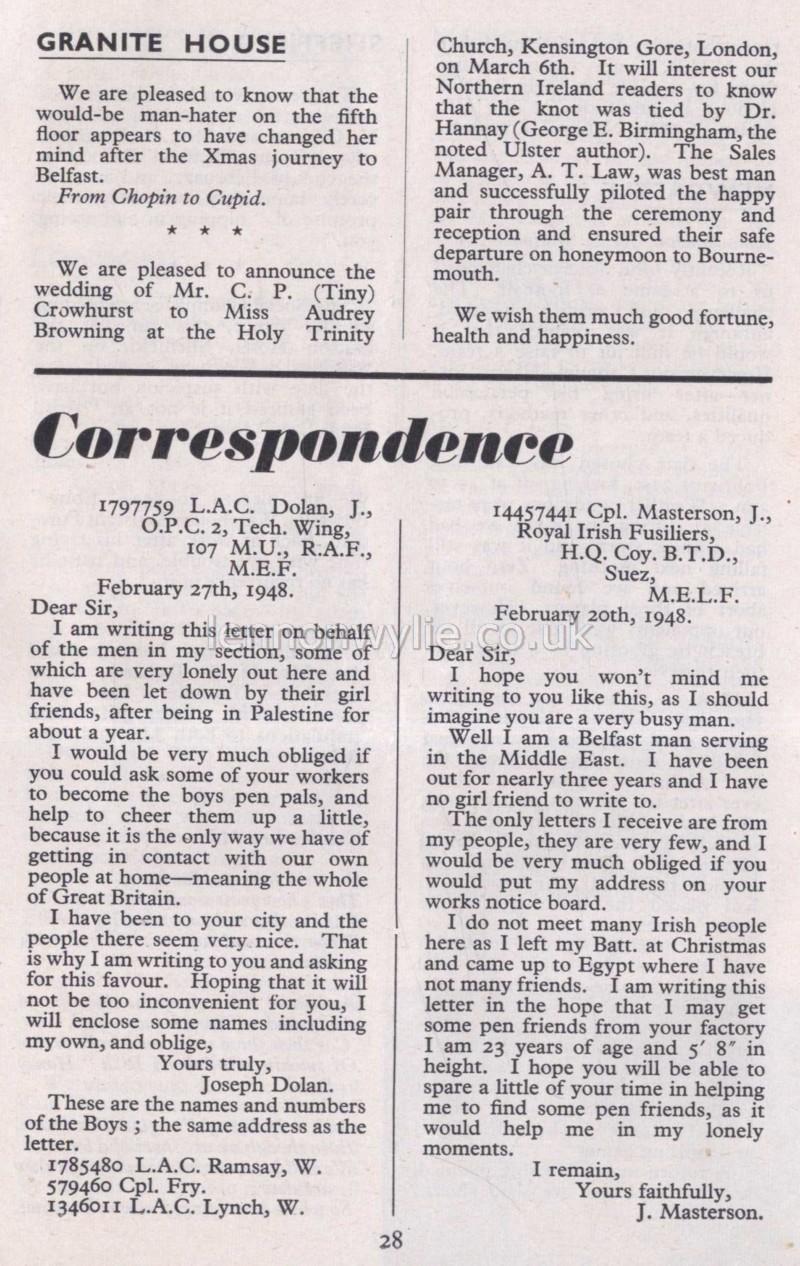 GRANITE HOUSE
We are pleased to know that the
would-be man-hater on the fifth
floor appears to have changed her
mind after the Xmas journey to
Belfast.
From Chopin to Cupid.
★ ★ ★
We are pleased to announce the
wedding of Mr. C. P. (Tiny)
Crowhurst to Miss Audrey
Browning at the Holy Trinity
Church, Kensington Gore, London,
on March 6th. It will interest our
Northern Ireland readers to know
that the knot was tied by Dr.
Hannay (George E. Birmingham, the
noted Ulster author). The Sales
Manager, A. T. Law, was best man
and successfully piloted the happy
pair through the ceremony and
reception and ensured their safe
departure on honeymoon to Bourne-
mouth.
We wish them much good fortune,
health and happiness.
Correspondence
1797759 L.A.C. Dolan, J.,
O.P.C. 2, Tech. Wing,
107 M.U., R.A.F.,
M.E.F.
February 27th, 1948.
Dear Sir,
I am writing this letter on behalf
of the men in my section, some of
which are very lonely out here and
have been let down by their girl
friends, after being in Palestine for
about a year.
I would be very much obliged if
you could ask some of your workers
to become the boys pen pals, and
help to cheer them up a little,
because it is the only way we have of
getting in contact with our own
people at home—meaning the whole
of Great Britain.
I have been to your city and the
people there seem very nice. That
is why I am writing to you and asking
for this favour. Hoping that it will
not be too inconvenient for you, I
will enclose some names including
my own, and oblige,
Yours truly,
Joseph Dolan.
These are the names and numbers
of the Boys ; the same address as the
letter.
1785480 L.A.C. Ramsay, W.
579460 Cpl. Fry.
1346011 L.A.C. Lynch, W.
14457441 Cpl. Masterson, J.,
Royal Irish Fusiliers,
H.Q. Coy. B.T.D.,
Suez,
M.E.L.F.
February 20th, 1948.
Dear Sir,
I hope you won't mind me
writing to you like this, as I should
imagine you are a very busy man.
Well I am a Belfast man serving
in the Middle East. I have been
out for nearly three years and I have
no girl friend to write to.
The only letters I receive are from
my people, they are very few, and I
would be very much obliged if you
would put my address on your
works notice board.
I do not meet many Irish people
here as I left my Batt. at Christmas
and came up to Egypt where I have
not many friends. I am writing this
letter in the hope that I may get
some pen friends from your factory
I am 23 years of age and 5′ 8″ in
height. I hope you will be able to
spare a little of your time in helping
me to find some pen friends, as it
would help me in my lonely
moments.
I remain,
Yours faithfully,
J. Masterson.
28
lennonwylie.co.uk